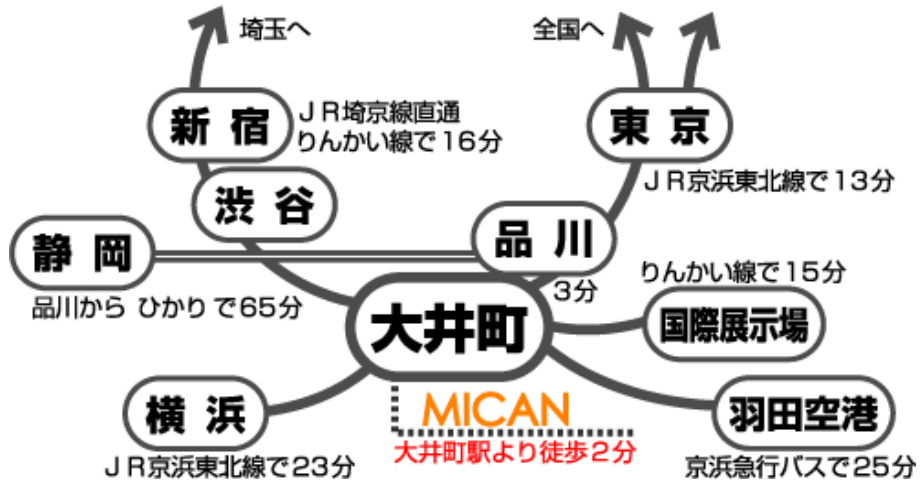 埼玉へ
全国へ
新宿
JR埼京線直通
りんかい線で16分
東京
JR京浜東北線で13分
渋谷
品川
3分
静岡
品川から ひかり で65分
りんかい線で15分
大井町
国際展示場
横浜
JR京浜東北線で23分
MICAN
大井町駅より徒歩2分
羽田空港
京浜急行バスで25分